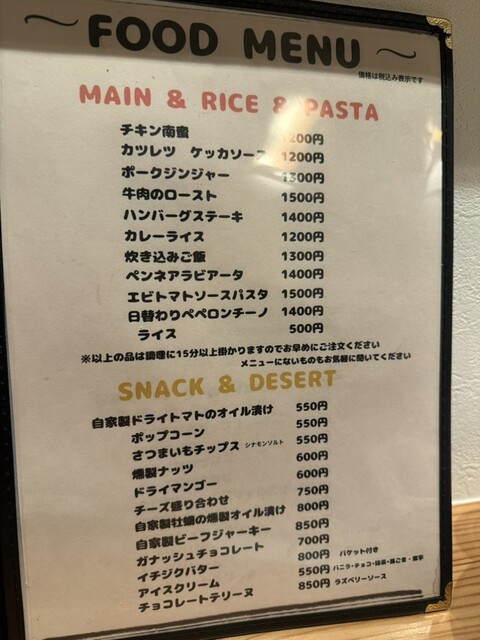 ～FOOD MENU～
価格は税込み表示です
MAIN & RICE & PASTA
チキン南蛮 1200円
カツレツ ケッカソース 1200円
ポークジンジャー 1300円
牛肉のロースト 1500円
ハンバーグステーキ 1400円
カレーライス 1200円
炊き込みご飯 1300円
ペンネアラビアータ 1400円
エビトマトソースパスタ 1500円
日替わりペペロンチーノ 1400円
ライス 500円
※以上の品は調理に15分以上掛かりますのでお早めにご注文ください
メニューにないものもお気軽に聞いてください
SNACK & DESERT
自家製ドライトマトのオイル漬け 550円
ポップコーン 550円
さつまいもチップス シナモンソルト 550円
燻製ナッツ 600円
ドライマンゴー 600円
チーズ盛り合わせ 750円
自家製牡蠣の燻製オイル漬け 800円
自家製ビーフジャーキー 850円
ガナッシュチョコレート 700円
イチジクバター 800円 バケット付き
アイスクリーム 550円 バニラ・チョコ・抹茶・黒ごま・紫芋
チョコレートテリーヌ 850円 ラズベリーソース